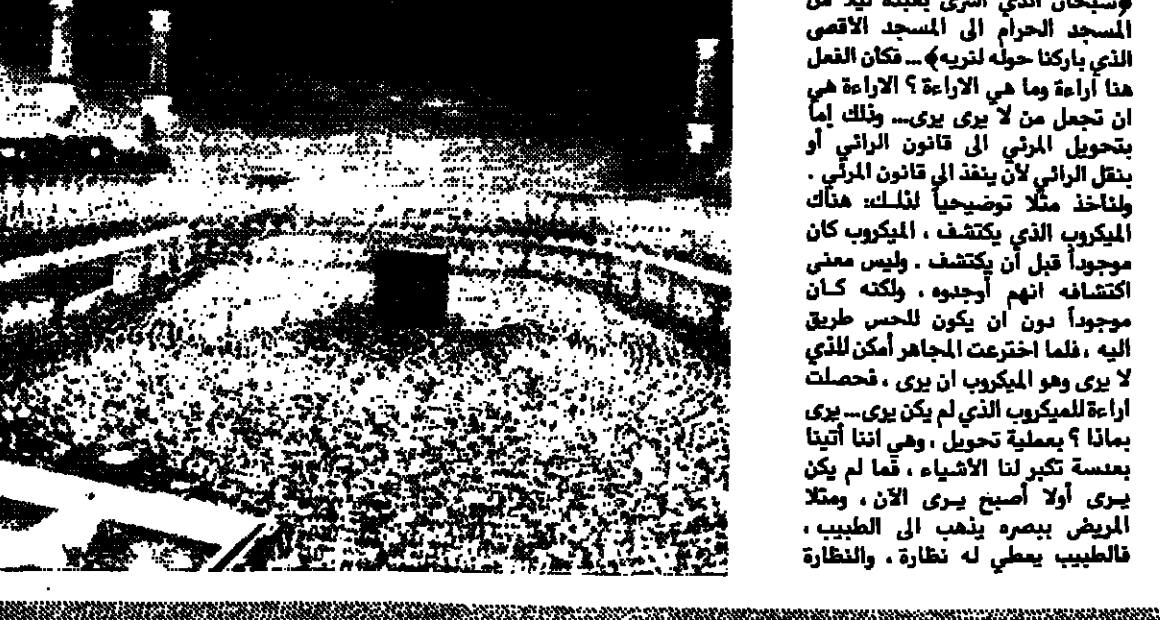 ﴿سبحان الذي أسرى بعبده ليلا من
المسجد الحرام الى المسجد الأقصى
الذي باركنا حوله لنريه﴾... فكأن الفعل
هنا أراءة وما هي الاراءة ؟ الاراءة هي
ان تجعل من لا يرى يرى... وذلك إما
بتحويل المرئي الى قانون الرائي أو
بنقل الرائي لأن ينفذ الى قانون المرئي .
ولنأخذ مثلا توضيحياً لذلك: هناك
الميكروب الذي يكتشف ، الميكروب كان
موجوداً قبل أن يكتشف . وليس معنى
اكتشافه انهم أوجدوه ، ولكنه كان
موجوداً دون ان يكون للحس طريق
اليه ، فلما اخترعت المجاهر أمكن للذي
لا يرى وهو الميكروب ان يرى ، فحصلت
اراءة للميكروب الذي لم يكن يرى... يرى
بماذا ؟ بعملية تحويل ، وهي اننا أتينا
بعدسة تكبر لنا الأشياء ، فما لم يكن
يرى أولا أصبح يرى الآن ، ومثلا
المريض ببصره يذهب الى الطبيب ،
فالطبيب يعطي له نظارة ، والنظارة